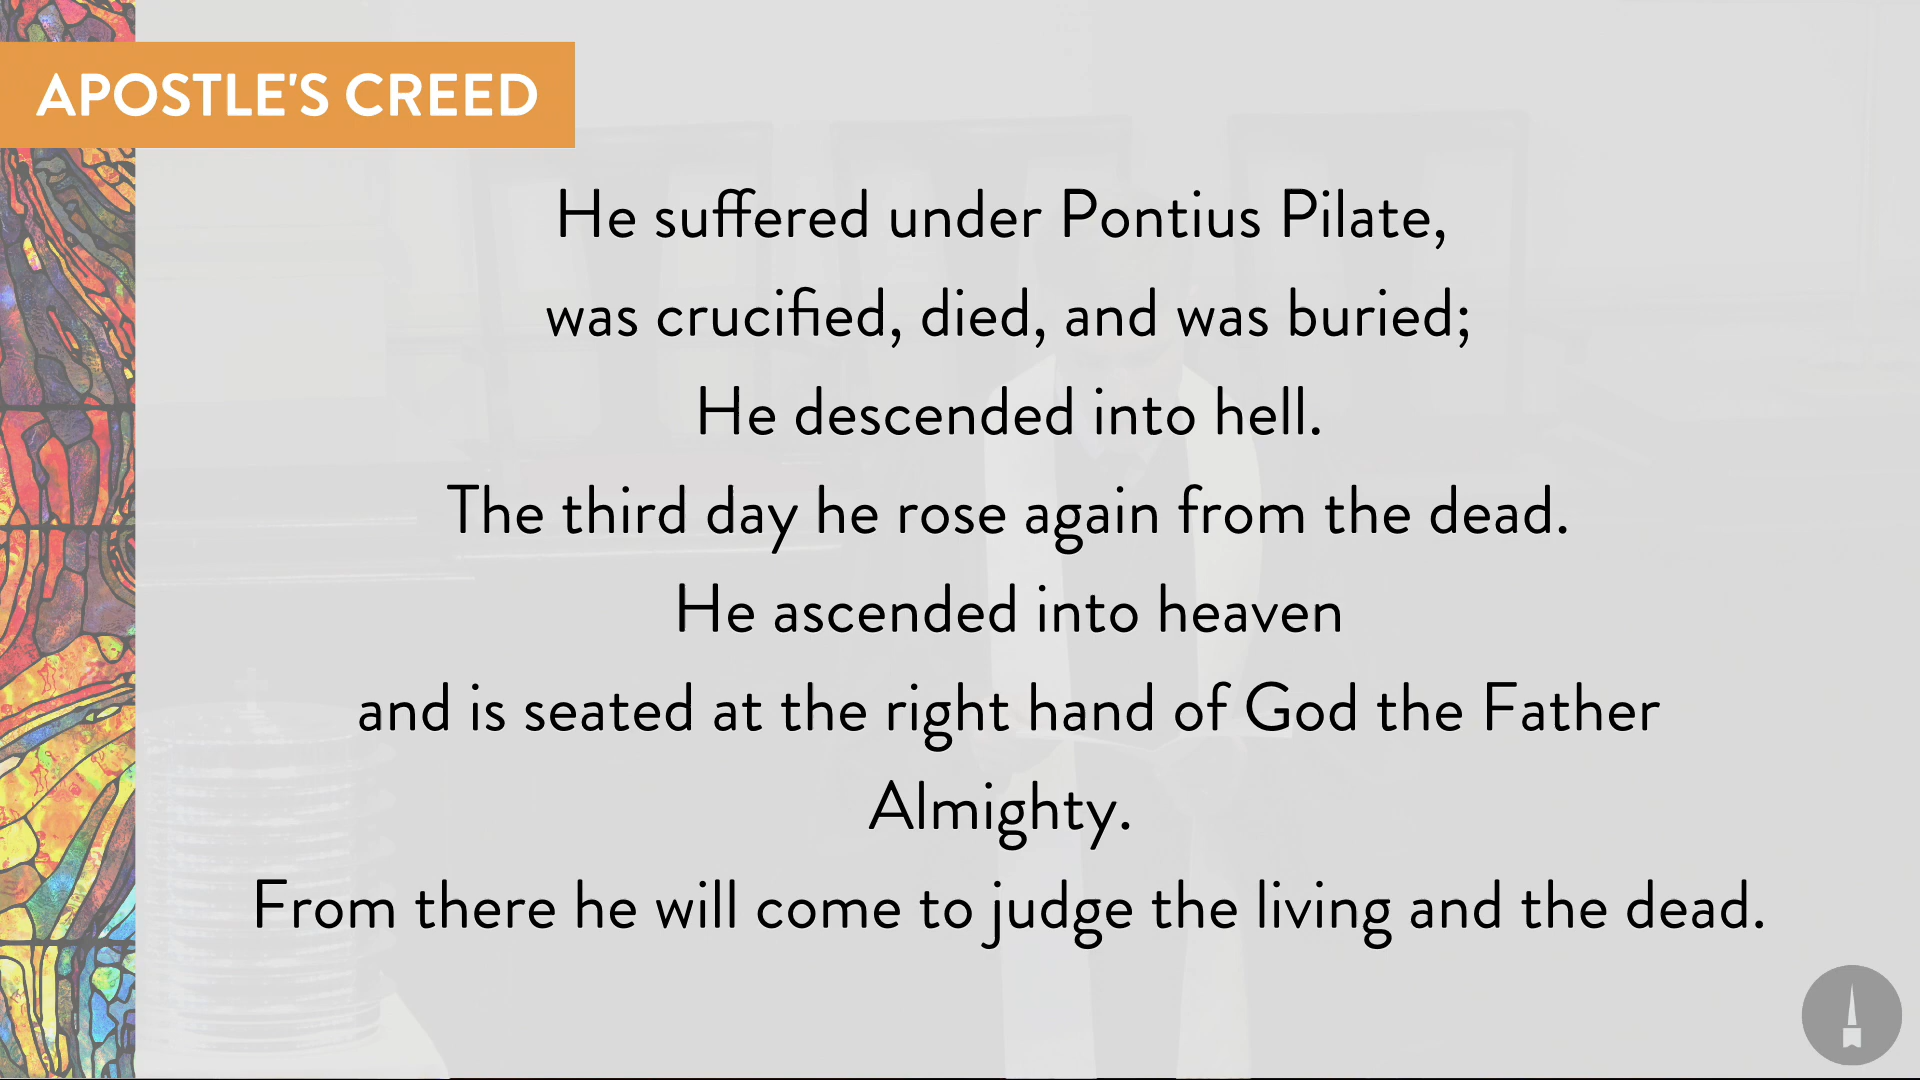 APOSTLE'S CREED
He suffered under Pontius Pilate,
was crucified, died, and was buried;
He descended into hell.
The third day he rose again from the dead.
He ascended into heaven
and is seated at the right hand of God the Father
Almighty.
From there he will come to judge the living and the dead.